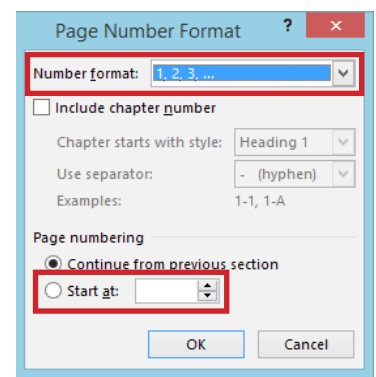 Page Number Format ? ×
Number format: 1, 2, 3, ...
Include chapter number
Chapter starts with style: Heading 1
Use separator: - (hyphen)
Examples: 1-1, 1-A
Page numbering
Continue from previous section
Start at:
OK Cancel